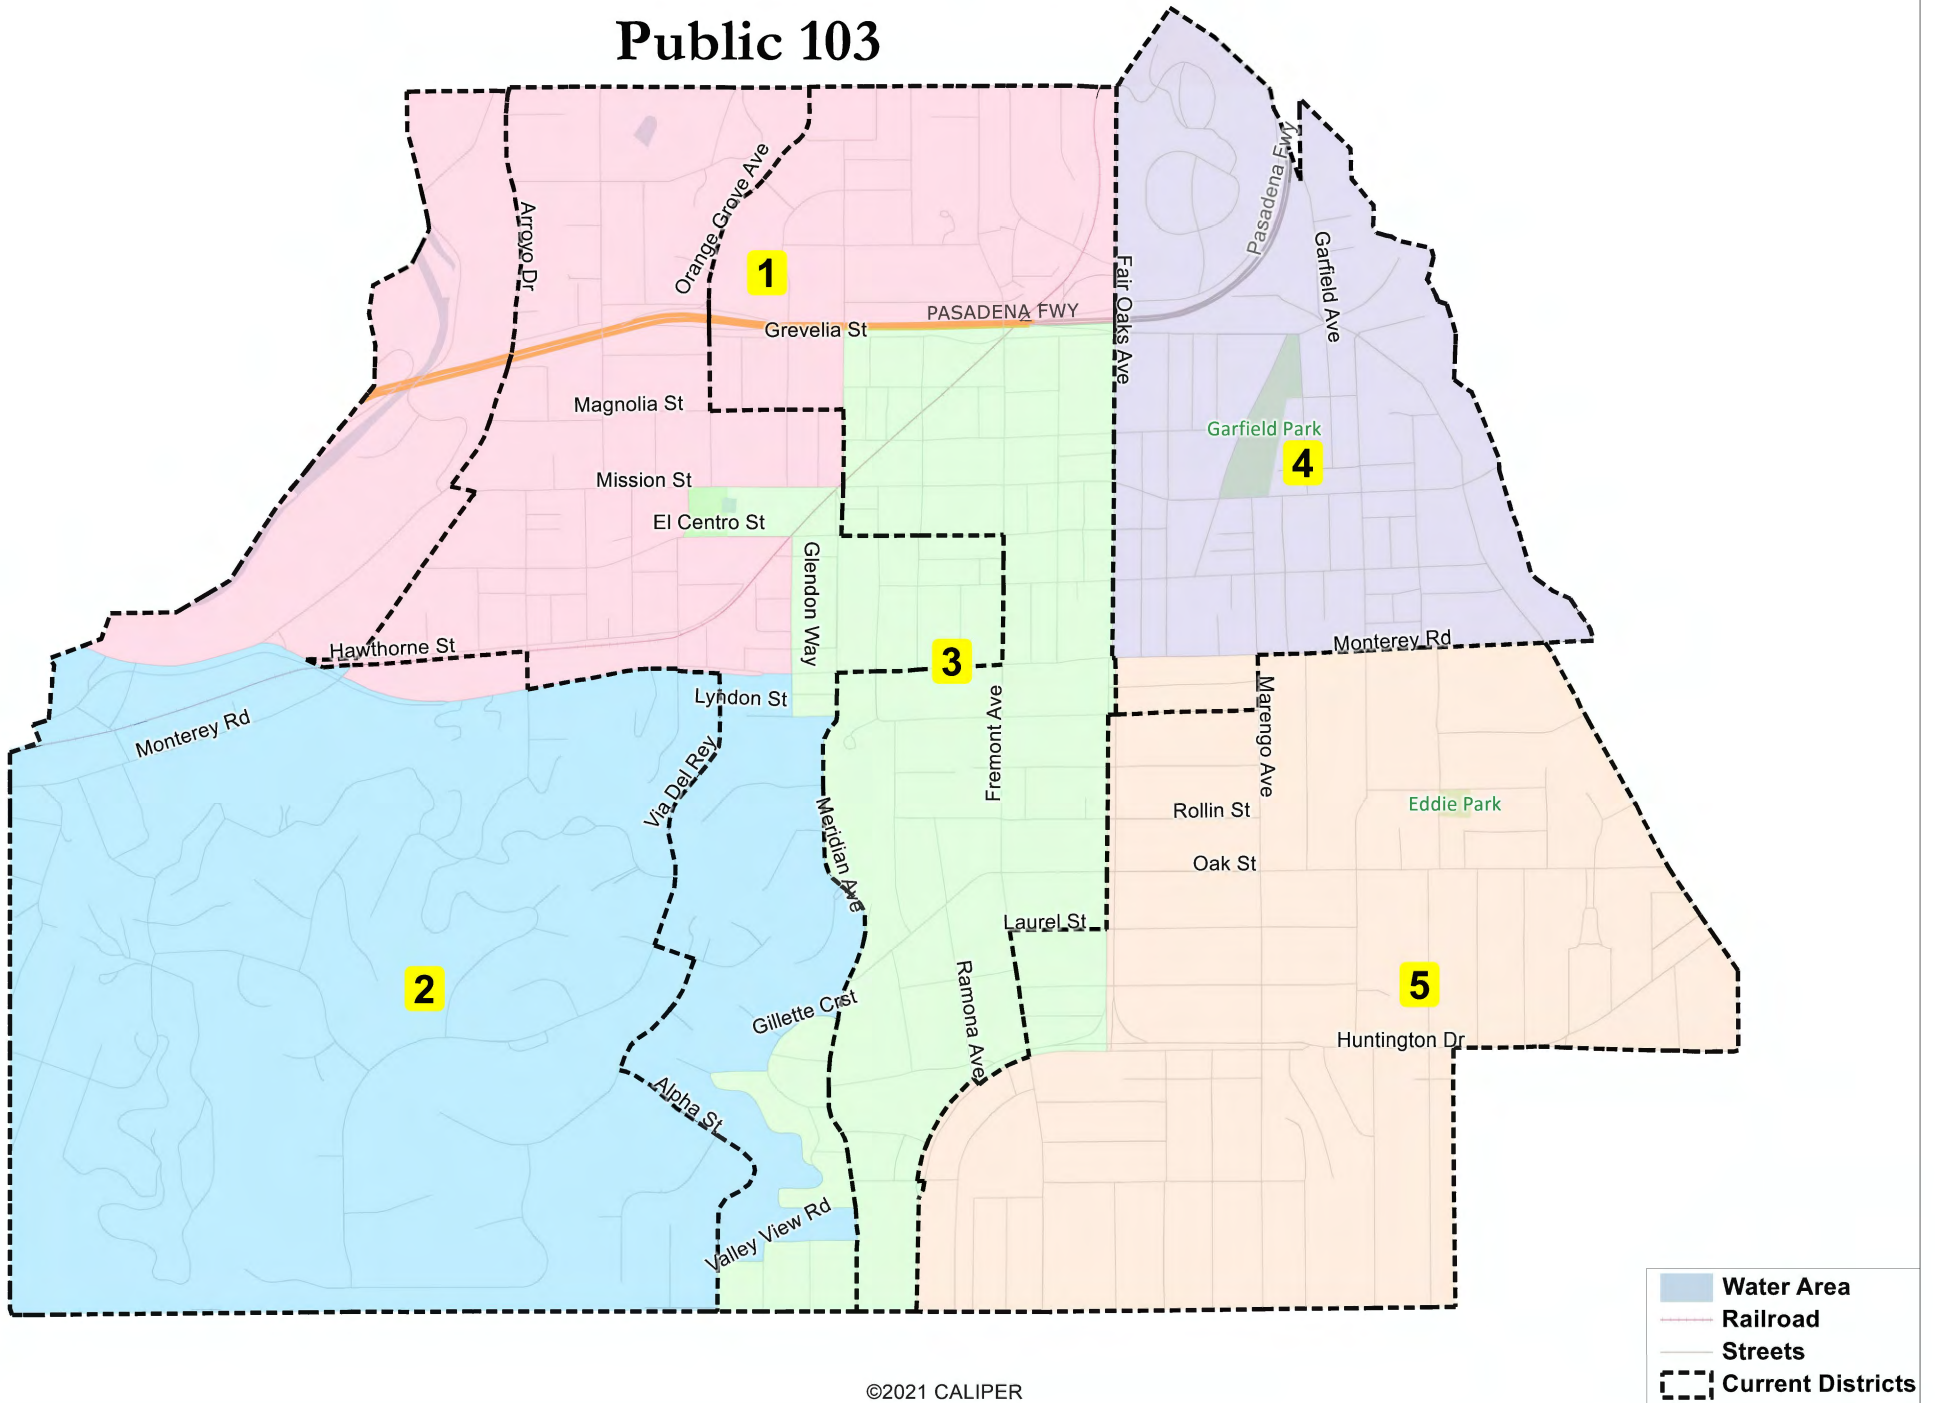 Public 103
Pasadena Fwy
Orange Grove Ave
Arroyo Dr
1
Garfield Ave
Fair Oaks Ave
PASADENA FWY
Grevelia St
Magnolia St
Garfield Park
4
Mission St
El Centro St
Glendon Way
Hawthorne St
Monterey Rd
3
Lyndon St
Fremont Ave
Marengo Ave
Monterey Rd
Via Del Rey
Meridian Ave
Rollin St
Eddie Park
Oak St
Laurel St
2
5
Ramona Ave
Gillette Crst
Huntington Dr
Alpha St
Valley View Rd
Water Area
Railroad
Streets
Current Districts
©2021 CALIPER